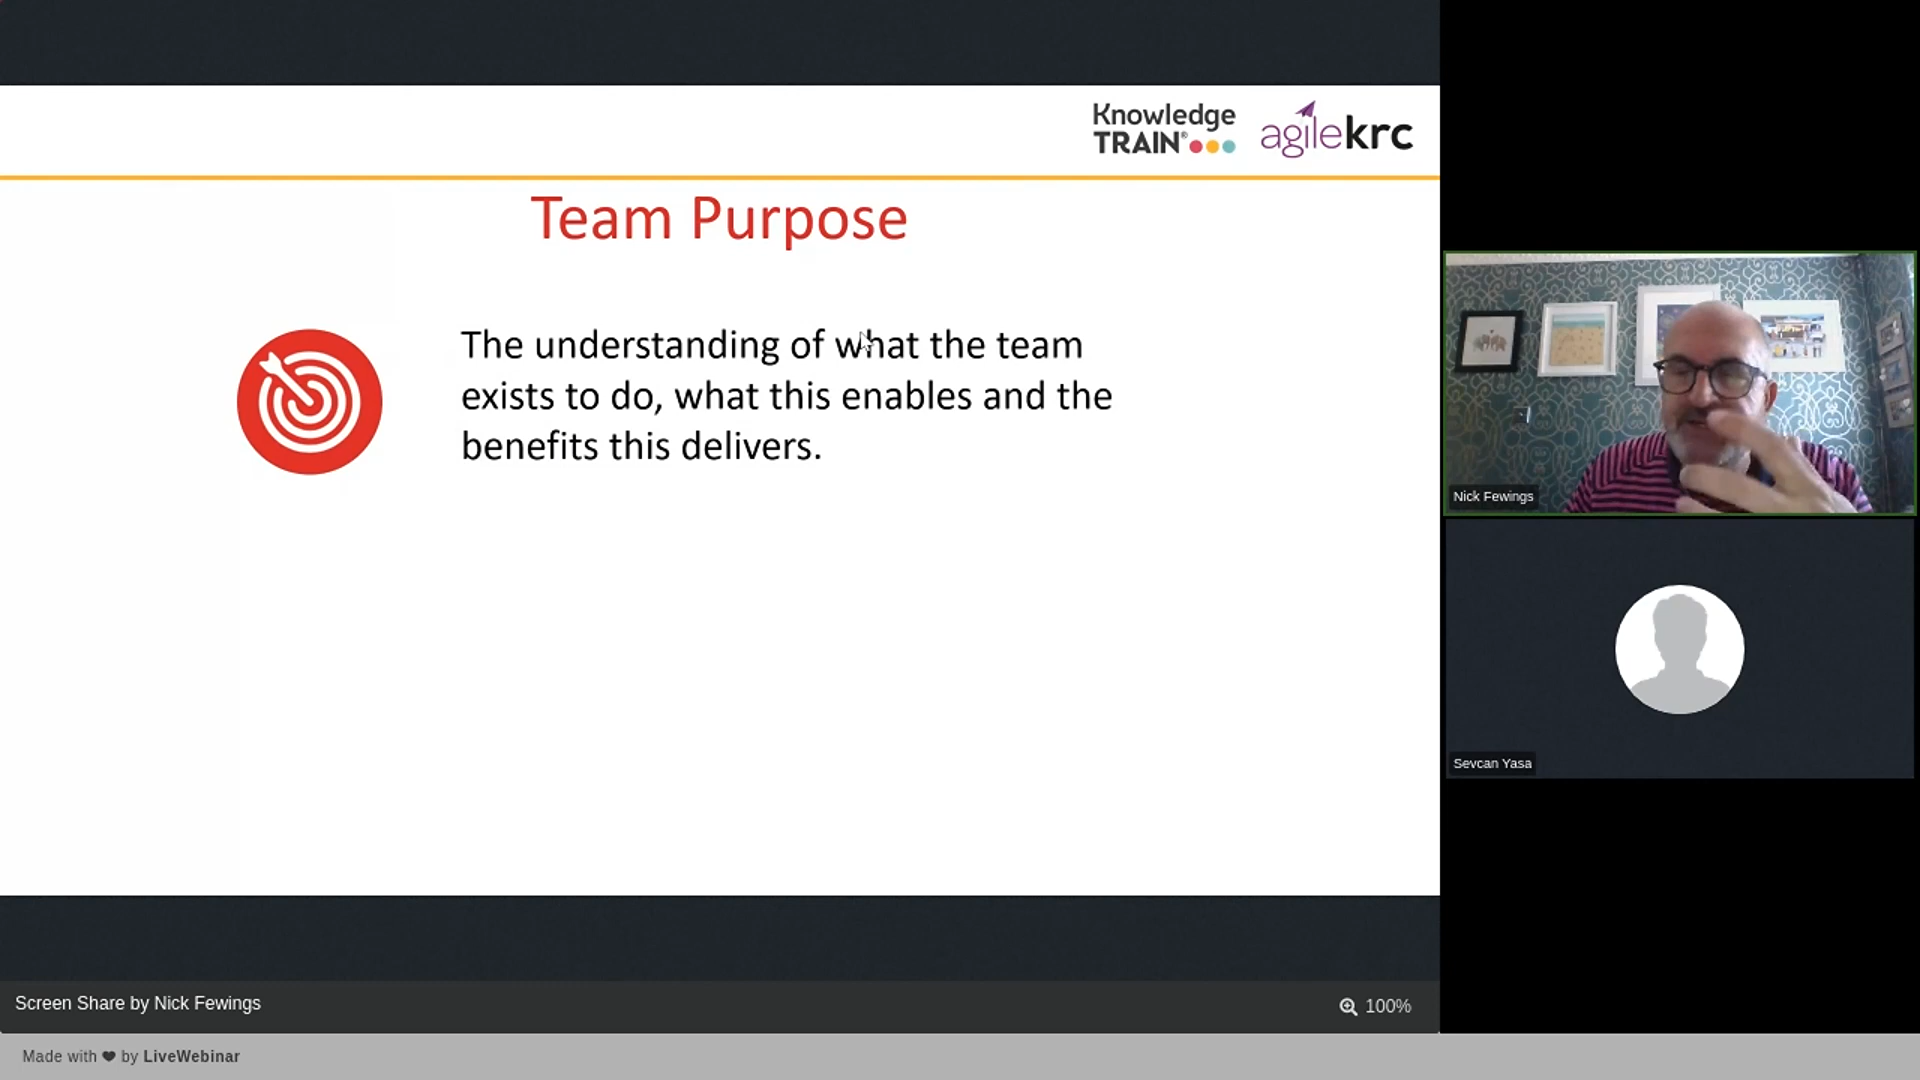 Knowledge
TRAIN®
agilekrc
Team Purpose
The understanding of what the team
exists to do, what this enables and the
benefits this delivers.
Nick Fewings
Sevcan Yasa
Screen Share by Nick Fewings
100%
Made with ❤ by LiveWebinar